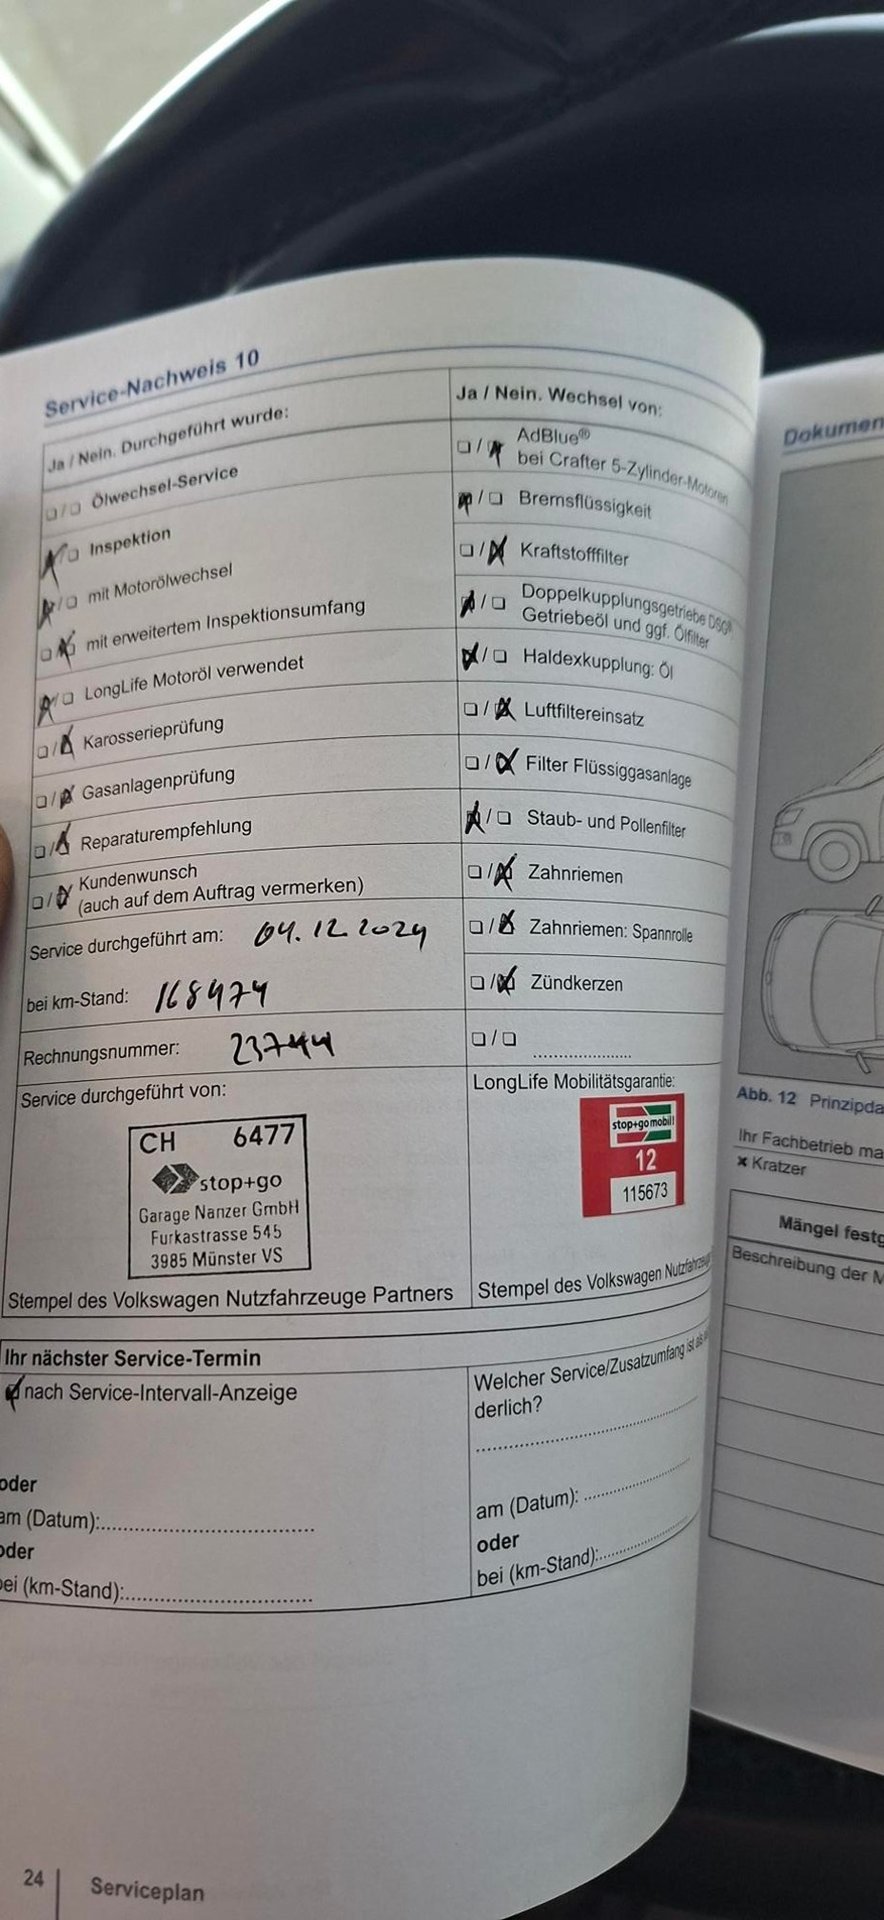 Service-Nachweis 10
Ja / Nein. Durchgeführt wurde:
❏ / ❏ Ölwechsel-Service
❏ Inspektion
/ ❏ mit Motorölwechsel
❏ / mit erweitertem Inspektionsumfang
/ ❏ LongLife Motoröl verwendet
❏ / Karosserieprüfung
❏ / Gasanlagenprüfung
❏ / Reparaturempfehlung
❏ / Kundenwunsch
(auch auf dem Auftrag vermerken)
Service durchgeführt am: 04.12.2024
bei km-Stand: 168474
Rechnungsnummer: 23744
Service durchgeführt von:
CH 6477
stop+go
Garage Nanzer GmbH
Furkastrasse 545
3985 Münster VS
Stempel des Volkswagen Nutzfahrzeuge Partners
Ja / Nein. Wechsel von:
❏ / AdBlue®
bei Crafter 5-Zylinder-Motoren
/ ❏ Bremsflüssigkeit
❏ / Kraftstofffilter
/ ❏ Doppelkupplungsgetriebe DSG®
Getriebeöl und ggf. Ölfilter
/ ❏ Haldexkupplung: Öl
❏ / Luftfiltereinsatz
❏ / Filter Flüssiggasanlage
/ ❏ Staub- und Pollenfilter
❏ / Zahnriemen
❏ / Zahnriemen: Spannrolle
❏ / Zündkerzen
❏ / ❏ ....................
LongLife Mobilitätsgarantie:
stop+go mobil
12
115673
Stempel des Volkswagen Nutzfahrzeug
Ihr nächster Service-Termin
nach Service-Intervall-Anzeige
oder
am (Datum):....................
oder
bei (km-Stand):....................
Welcher Service/Zusatzumfang ist
derlich?
....................
am (Datum): ....................
oder
bei (km-Stand):....................
24 Serviceplan
Dokumen
Abb. 12 Prinzipda
Ihr Fachbetrieb ma
✖ Kratzer
Mängel festg
Beschreibung der M